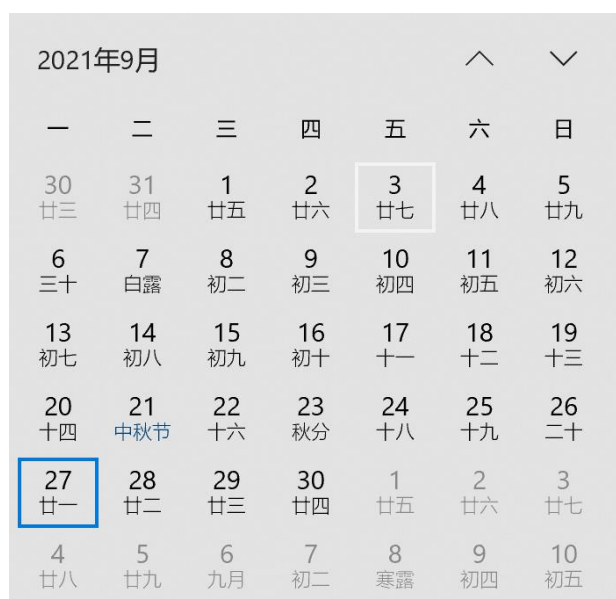 2021年9月
一 二 三 四 五 六 日
30 31 1 2 3 4 5
廿三 廿四 廿五 廿六 廿七 廿八 廿九
6 7 8 9 10 11 12
三十 白露 初二 初三 初四 初五 初六
13 14 15 16 17 18 19
初七 初八 初九 初十 十一 十二 十三
20 21 22 23 24 25 26
十四 中秋节 十六 秋分 十八 十九 二十
27 28 29 30 1 2 3
廿一 廿二 廿三 廿四 廿五 廿六 廿七
4 5 6 7 8 9 10
廿八 廿九 九月 初二 寒露 初四 初五